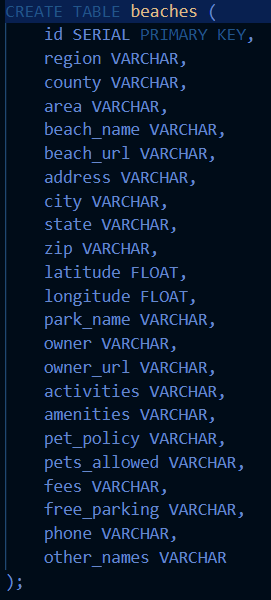 CREATE TABLE beaches (
    id SERIAL PRIMARY KEY,
    region VARCHAR,
    county VARCHAR,
    area VARCHAR,
    beach_name VARCHAR,
    beach_url VARCHAR,
    address VARCHAR,
    city VARCHAR,
    state VARCHAR,
    zip VARCHAR,
    latitude FLOAT,
    longitude FLOAT,
    park_name VARCHAR,
    owner VARCHAR,
    owner_url VARCHAR,
    activities VARCHAR,
    amenities VARCHAR,
    pet_policy VARCHAR,
    pets_allowed VARCHAR,
    fees VARCHAR,
    free_parking VARCHAR,
    phone VARCHAR,
    other_names VARCHAR
);